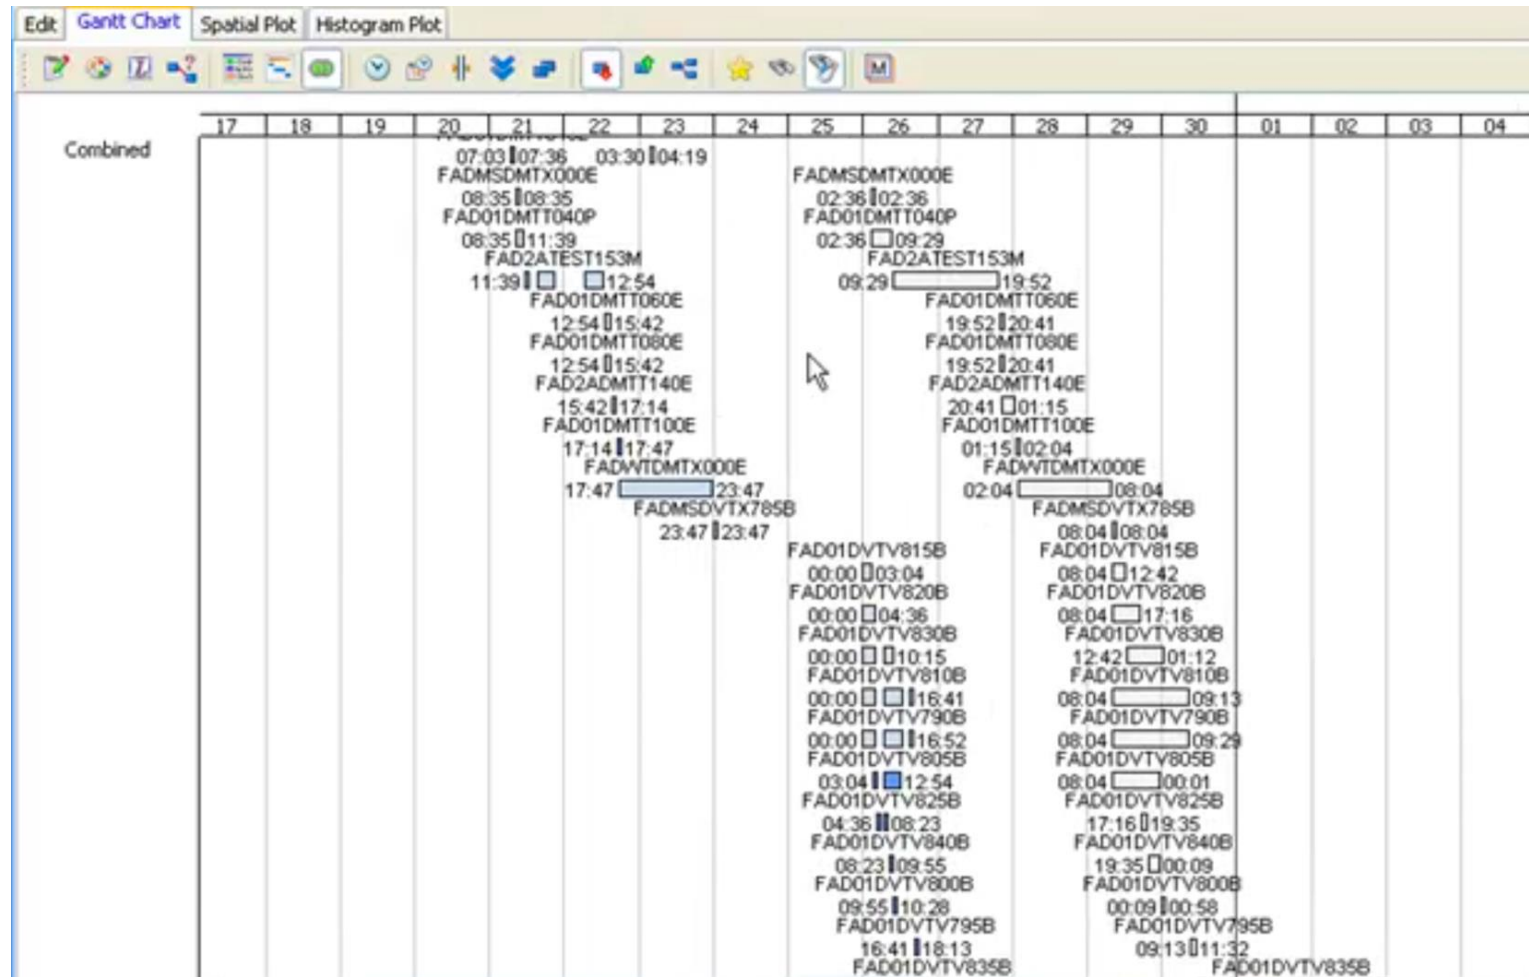 Edit Gantt Chart Spatial Plot Histogram Plot
M
17 18 19 20 21 22 23 24 25 26 27 28 29 30 01 02 03 04
Combined
07:03 07:36 03:30 04:19
FADMSDMTX000E FADMSDMTX000E
08:35 08:35 02:36 02:36
FAD01DMTT040P FAD01DMTT040P
08:35 11:39 02:36 09:29
FAD2ATEST153M FAD2ATEST153M
11:39 12:54 09:29 19:52
FAD01DMTT060E FAD01DMTT060E
12:54 15:42 19:52 20:41
FAD01DMTT080E FAD01DMTT080E
12:54 15:42 19:52 20:41
FAD2ADMTT140E FAD2ADMTT140E
15:42 17:14 20:41 01:15
FAD01DMTT100E FAD01DMTT100E
17:14 17:47 01:15 02:04
FADWTDMTX000E FADWTDMTX000E
17:47 23:47 02:04 08:04
FADMSDVTX785B FADMSDVTX785B
23:47 23:47 08:04 08:04
FAD01DVTV815B FAD01DVTV815B
00:00 03:04 08:04 12:42
FAD01DVTV820B FAD01DVTV820B
00:00 04:36 08:04 17:16
FAD01DVTV830B FAD01DVTV830B
00:00 10:15 12:42 01:12
FAD01DVTV810B FAD01DVTV810B
00:00 16:41 08:04 09:13
FAD01DVTV790B FAD01DVTV790B
00:00 16:52 08:04 09:29
FAD01DVTV805B FAD01DVTV805B
03:04 12:54 08:04 00:01
FAD01DVTV825B FAD01DVTV825B
04:36 08:23 17:16 19:35
FAD01DVTV840B FAD01DVTV840B
08:23 09:55 19:35 00:09
FAD01DVTV800B FAD01DVTV800B
09:55 10:28 00:09 00:58
FAD01DVTV795B FAD01DVTV795B
16:41 18:13 09:13 11:32
FAD01DVTV835B FAD01DVTV835B